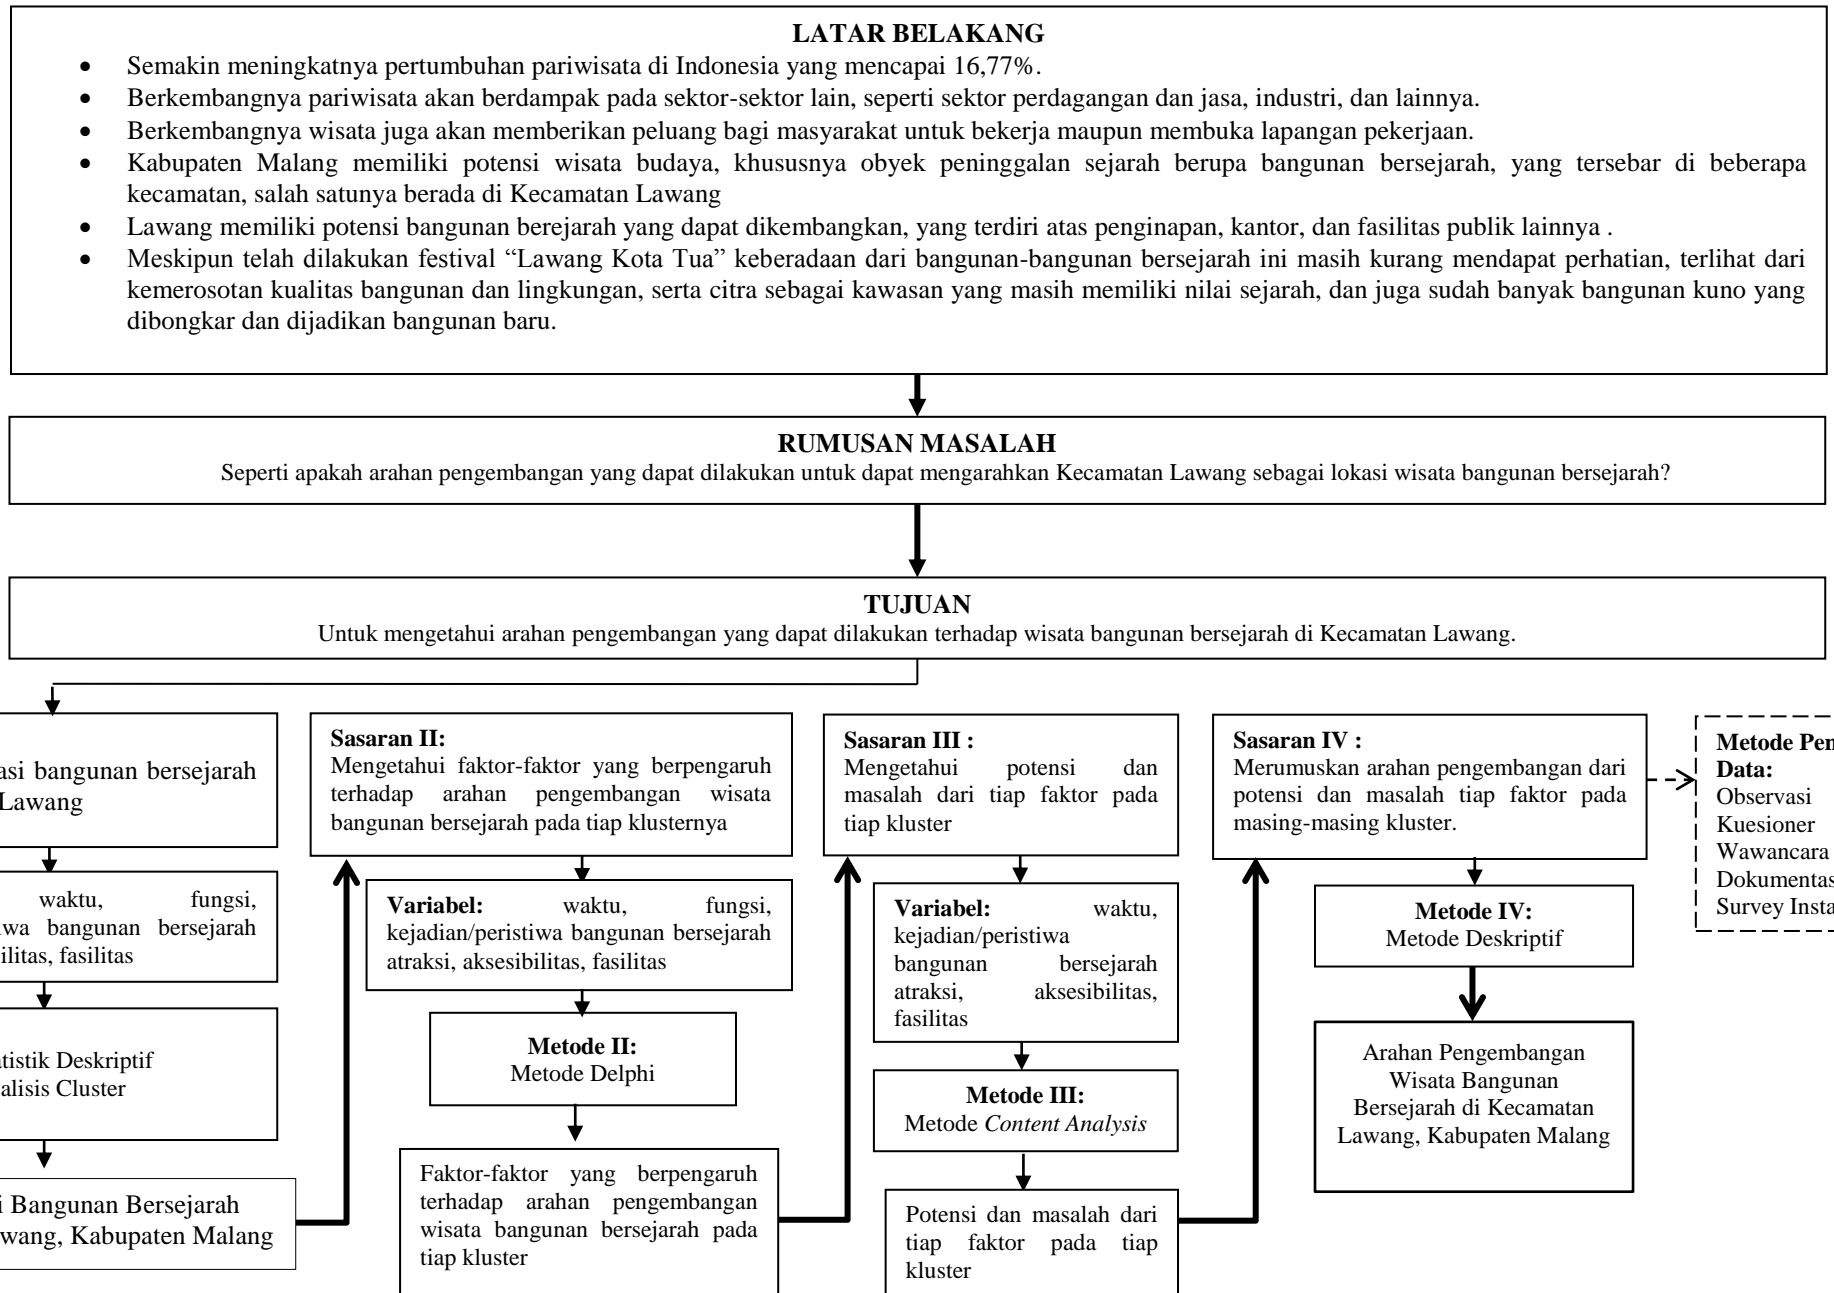 LATAR BELAKANG
• Semakin meningkatnya pertumbuhan pariwisata di Indonesia yang mencapai 16,77%.
• Berkembangnya pariwisata akan berdampak pada sektor-sektor lain, seperti sektor perdagangan dan jasa, industri, dan lainnya.
• Berkembangnya wisata juga akan memberikan peluang bagi masyarakat untuk bekerja maupun membuka lapangan pekerjaan.
• Kabupaten Malang memiliki potensi wisata budaya, khususnya obyek peninggalan sejarah berupa bangunan bersejarah, yang tersebar di beberapa
kecamatan, salah satunya berada di Kecamatan Lawang
• Lawang memiliki potensi bangunan berejarah yang dapat dikembangkan, yang terdiri atas penginapan, kantor, dan fasilitas publik lainnya .
• Meskipun telah dilakukan festival “Lawang Kota Tua” keberadaan dari bangunan-bangunan bersejarah ini masih kurang mendapat perhatian, terlihat dari
kemerosotan kualitas bangunan dan lingkungan, serta citra sebagai kawasan yang masih memiliki nilai sejarah, dan juga sudah banyak bangunan kuno yang
dibongkar dan dijadikan bangunan baru.
RUMUSAN MASALAH
Seperti apakah arahan pengembangan yang dapat dilakukan untuk dapat mengarahkan Kecamatan Lawang sebagai lokasi wisata bangunan bersejarah?
TUJUAN
Untuk mengetahui arahan pengembangan yang dapat dilakukan terhadap wisata bangunan bersejarah di Kecamatan Lawang.
asi bangunan bersejarah
Lawang
waktu, fungsi,
wa bangunan bersejarah
ilitas, fasilitas
tistik Deskriptif
alisis Cluster
i Bangunan Bersejarah
wang, Kabupaten Malang
Sasaran II:
Mengetahui faktor-faktor yang berpengaruh
terhadap arahan pengembangan wisata
bangunan bersejarah pada tiap klusternya
Variabel: waktu, fungsi,
kejadian/peristiwa bangunan bersejarah
atraksi, aksesibilitas, fasilitas
Metode II:
Metode Delphi
Faktor-faktor yang berpengaruh
terhadap arahan pengembangan
wisata bangunan bersejarah pada
tiap kluster
Sasaran III :
Mengetahui potensi dan
masalah dari tiap faktor pada
tiap kluster
Variabel: waktu,
kejadian/peristiwa
bangunan bersejarah
atraksi, aksesibilitas,
fasilitas
Metode III:
Metode Content Analysis
Potensi dan masalah dari
tiap faktor pada tiap
kluster
Sasaran IV :
Merumuskan arahan pengembangan dari
potensi dan masalah tiap faktor pada
masing-masing kluster.
Metode IV:
Metode Deskriptif
Arahan Pengembangan
Wisata Bangunan
Bersejarah di Kecamatan
Lawang, Kabupaten Malang
Metode Pen
Data:
Observasi
Kuesioner
Wawancara
Dokumentas
Survey Insta